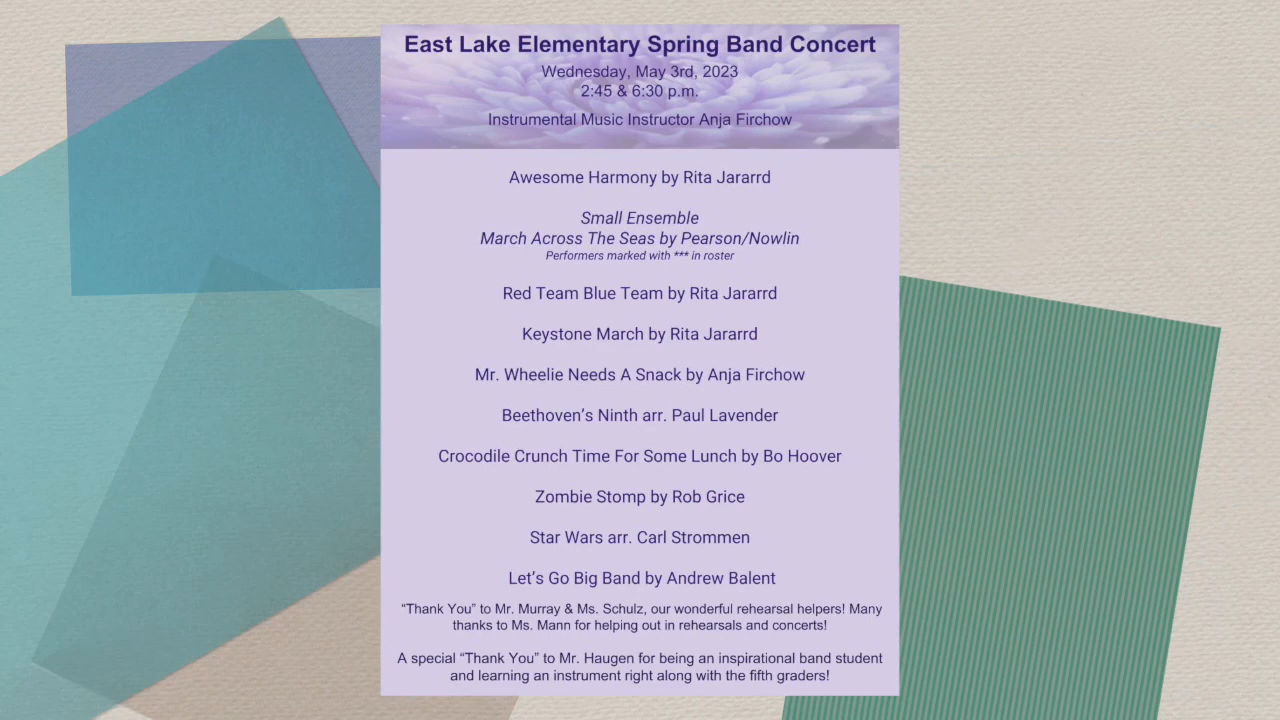 East Lake Elementary Spring Band Concert
Wednesday, May 3rd, 2023
2:45 & 6:30 p.m.
Instrumental Music Instructor Anja Firchow
Awesome Harmony by Rita Jararrd
Small Ensemble
March Across The Seas by Pearson/Nowlin
Performers marked with *** in roster
Red Team Blue Team by Rita Jararrd
Keystone March by Rita Jararrd
Mr. Wheelie Needs A Snack by Anja Firchow
Beethoven’s Ninth arr. Paul Lavender
Crocodile Crunch Time For Some Lunch by Bo Hoover
Zombie Stomp by Rob Grice
Star Wars arr. Carl Strommen
Let’s Go Big Band by Andrew Balent
“Thank You” to Mr. Murray & Ms. Schulz, our wonderful rehearsal helpers! Many
thanks to Ms. Mann for helping out in rehearsals and concerts!
A special “Thank You” to Mr. Haugen for being an inspirational band student
and learning an instrument right along with the fifth graders!